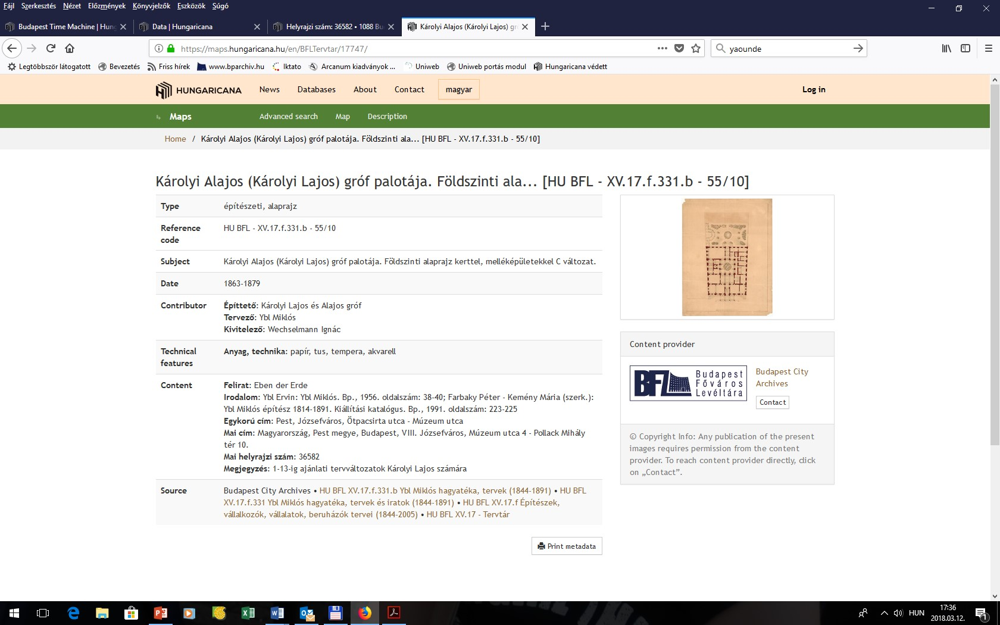 Fájl Szerkesztés Nézet Előzmények Könyvjelzők Eszközök Súgó
Budapest Time Machine | Hung
Data | Hungaricana
Helyrajzi szám: 36582 • 1088 Bu
Károlyi Alajos (Károlyi Lajos) gr
https://maps.hungaricana.hu/en/BFLTervtar/17747/
yaounde
Legtöbbször látogatott Bevezetés Friss hírek www.bparchiv.hu Iktato Arcanum kiadványok ... Uniweb Uniweb portás modul Hungaricana védett
HUNGARICANA News Databases About Contact magyar Log in
Maps Advanced search Map Description
Home / Károlyi Alajos (Károlyi Lajos) gróf palotája. Földszinti ala... [HU BFL - XV.17.f.331.b - 55/10]
Károlyi Alajos (Károlyi Lajos) gróf palotája. Földszinti ala... [HU BFL - XV.17.f.331.b - 55/10]
Type építészeti, alaprajz
Reference code HU BFL - XV.17.f.331.b - 55/10
Subject Károlyi Alajos (Károlyi Lajos) gróf palotája. Földszinti alaprajz kerttel, melléképületekkel C változat.
Date 1863-1879
Contributor Építtető: Károlyi Lajos és Alajos gróf
Tervező: Ybl Miklós
Kivitelező: Wechselmann Ignác
Technical features Anyag, technika: papír, tus, tempera, akvarell
Content Felirat: Eben der Erde
Irodalom: Ybl Ervin: Ybl Miklós. Bp., 1956. oldalszám: 38-40; Farbaky Péter - Kemény Mária (szerk.):
Ybl Miklós építész 1814-1891. Kiállítási katalógus. Bp., 1991. oldalszám: 223-225
Egykorú cím: Pest, Józsefváros, Ötpacsirta utca - Múzeum utca
Mai cím: Magyarország, Pest megye, Budapest, VIII. Józsefváros, Múzeum utca 4 - Pollack Mihály
tér 10.
Mai helyrajzi szám: 36582
Megjegyzés: 1-13-ig ajánlati tervváltozatok Károlyi Lajos számára
Source Budapest City Archives • HU BFL XV.17.f.331.b Ybl Miklós hagyatéka, tervek (1844-1891) • HU BFL
XV.17.f.331 Ybl Miklós hagyatéka, tervek és iratok (1844-1891) • HU BFL XV.17.f Építészek,
vállalkozók, vállalatok, beruházók tervei (1844-2005) • HU BFL XV.17 - Tervtár
Print metadata
Content provider
BFL Budapest
Főváros
Levéltára
Budapest City
Archives
Contact
© Copyright Info: Any publication of the present
images requires permission from the content
provider. To reach content provider directly, click
on „Contact”.
HUN
17:36
2018.03.12.
1